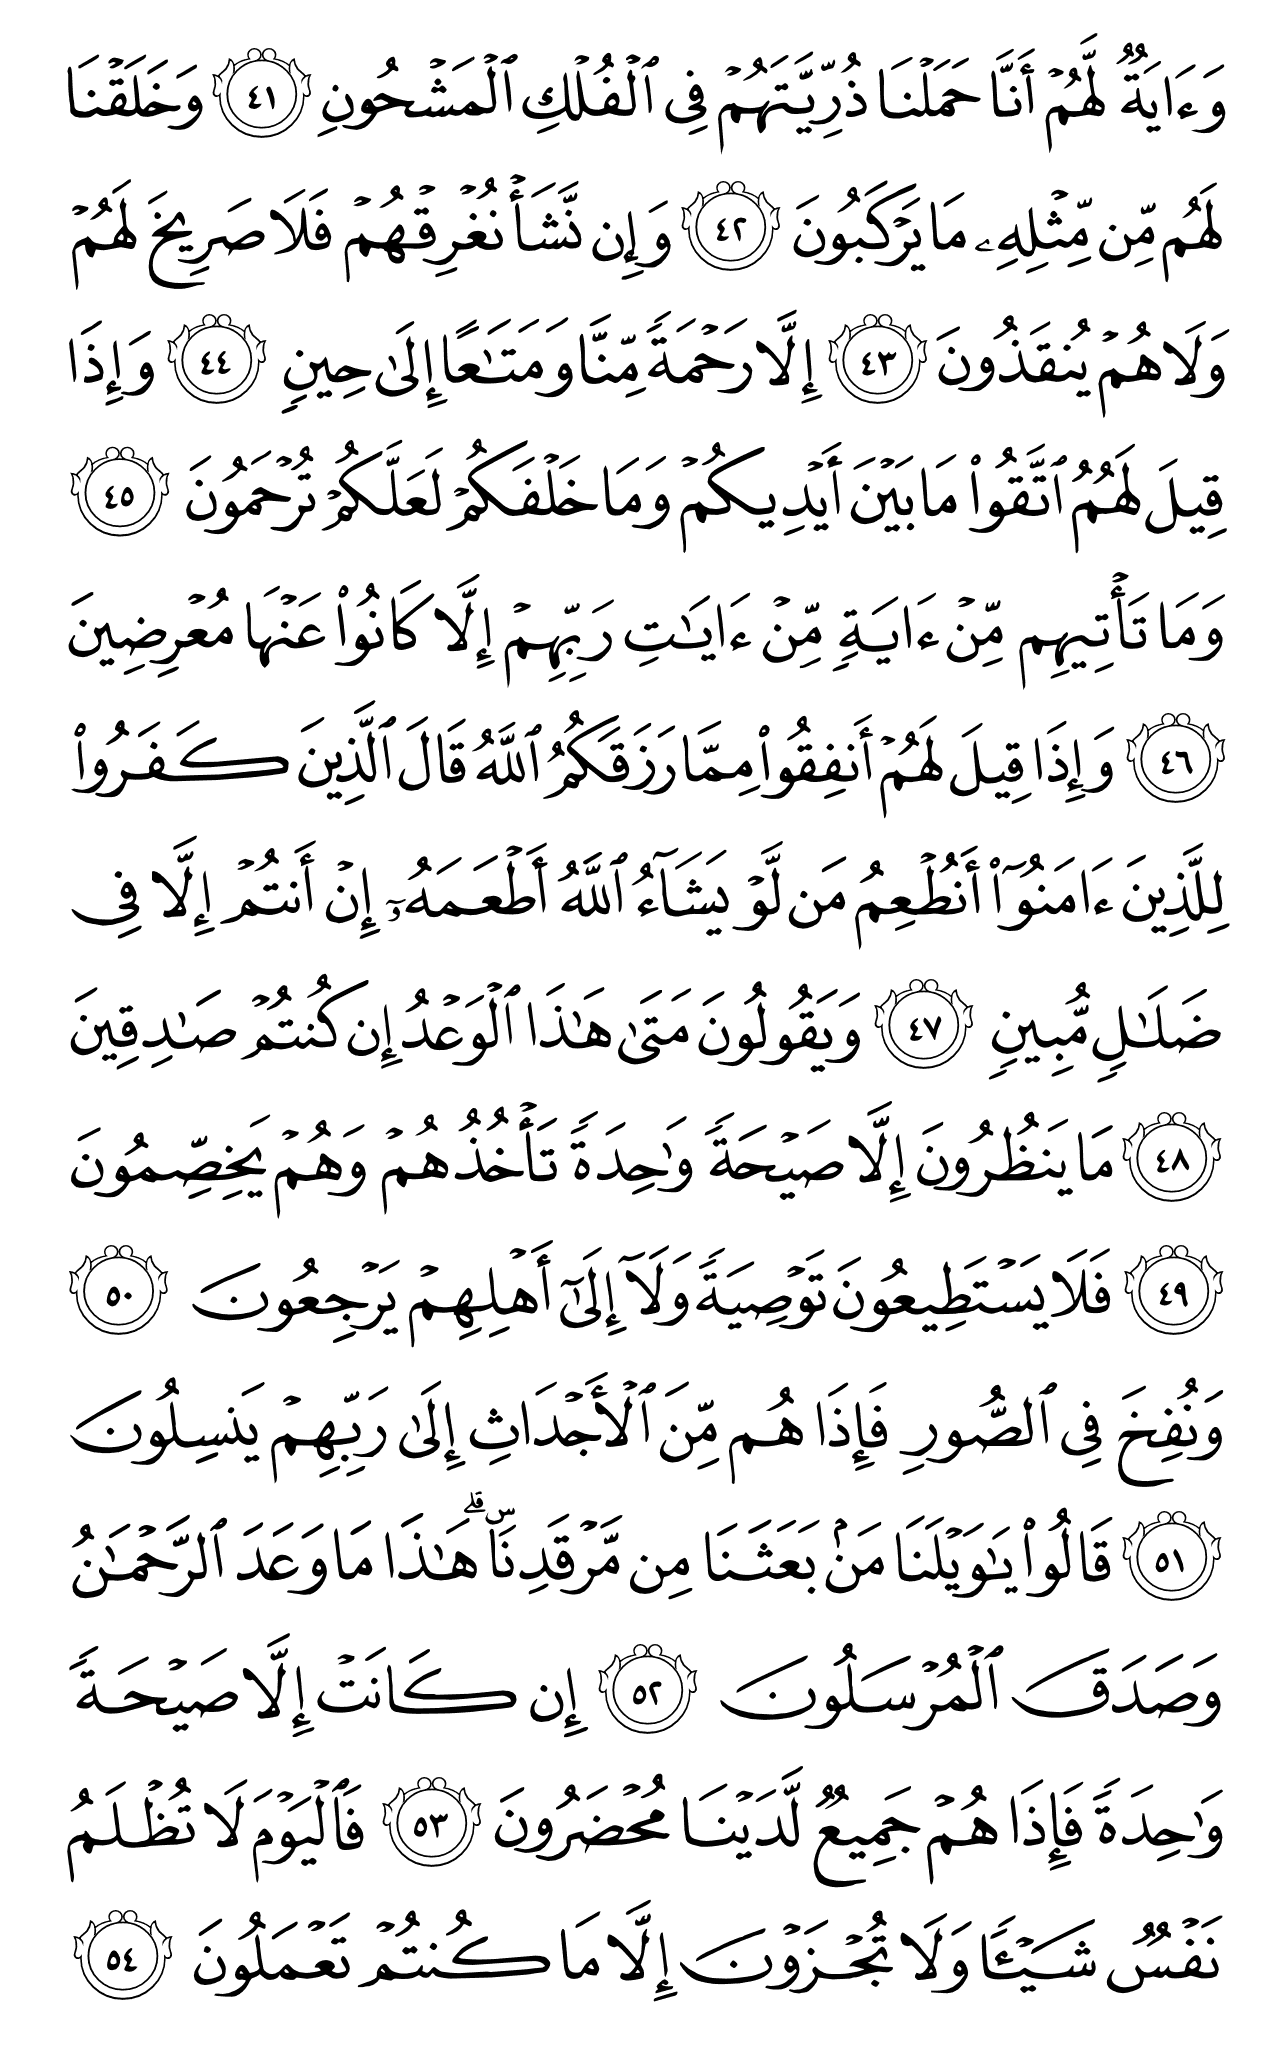 وَءَايَةٌ لَّهُمْ أَنَّا حَمَلْنَا ذُرِّيَّتَهُمْ فِى ٱلْفُلْكِ ٱلْمَشْحُونِ ٤١ وَخَلَقْنَا
لَهُم مِّن مِّثْلِهِۦ مَا يَرْكَبُونَ ٤٢ وَإِن نَّشَأْ نُغْرِقْهُمْ فَلَا صَرِيخَ لَهُمْ
وَلَا هُمْ يُنقَذُونَ ٤٣ إِلَّا رَحْمَةً مِّنَّا وَمَتَـٰعًا إِلَىٰ حِينٍ ٤٤ وَإِذَا
قِيلَ لَهُمُ ٱتَّقُوا۟ مَا بَيْنَ أَيْدِيكُمْ وَمَا خَلْفَكُمْ لَعَلَّكُمْ تُرْحَمُونَ ٤٥
وَمَا تَأْتِيهِم مِّنْ ءَايَةٍ مِّنْ ءَايَـٰتِ رَبِّهِمْ إِلَّا كَانُوا۟ عَنْهَا مُعْرِضِينَ
٤٦ وَإِذَا قِيلَ لَهُمْ أَنفِقُوا۟ مِمَّا رَزَقَكُمُ ٱللَّهُ قَالَ ٱلَّذِينَ كَفَرُوا۟
لِلَّذِينَ ءَامَنُوٓا۟ أَنُطْعِمُ مَن لَّوْ يَشَآءُ ٱللَّهُ أَطْعَمَهُۥٓ إِنْ أَنتُمْ إِلَّا فِى
ضَلَـٰلٍ مُّبِينٍ ٤٧ وَيَقُولُونَ مَتَىٰ هَـٰذَا ٱلْوَعْدُ إِن كُنتُمْ صَـٰدِقِينَ
٤٨ مَا يَنظُرُونَ إِلَّا صَيْحَةً وَٰحِدَةً تَأْخُذُهُمْ وَهُمْ يَخِصِّمُونَ
٤٩ فَلَا يَسْتَطِيعُونَ تَوْصِيَةً وَلَآ إِلَىٰٓ أَهْلِهِمْ يَرْجِعُونَ ٥٠
وَنُفِخَ فِى ٱلصُّورِ فَإِذَا هُم مِّنَ ٱلْأَجْدَاثِ إِلَىٰ رَبِّهِمْ يَنسِلُونَ
٥١ قَالُوا۟ يَـٰوَيْلَنَا مَنۢ بَعَثَنَا مِن مَّرْقَدِنَا ۜ ۗ هَـٰذَا مَا وَعَدَ ٱلرَّحْمَـٰنُ
وَصَدَقَ ٱلْمُرْسَلُونَ ٥٢ إِن كَانَتْ إِلَّا صَيْحَةً
وَٰحِدَةً فَإِذَا هُمْ جَمِيعٌ لَّدَيْنَا مُحْضَرُونَ ٥٣ فَٱلْيَوْمَ لَا تُظْلَمُ
نَفْسٌ شَيْـًٔا وَلَا تُجْزَوْنَ إِلَّا مَا كُنتُمْ تَعْمَلُونَ ٥٤